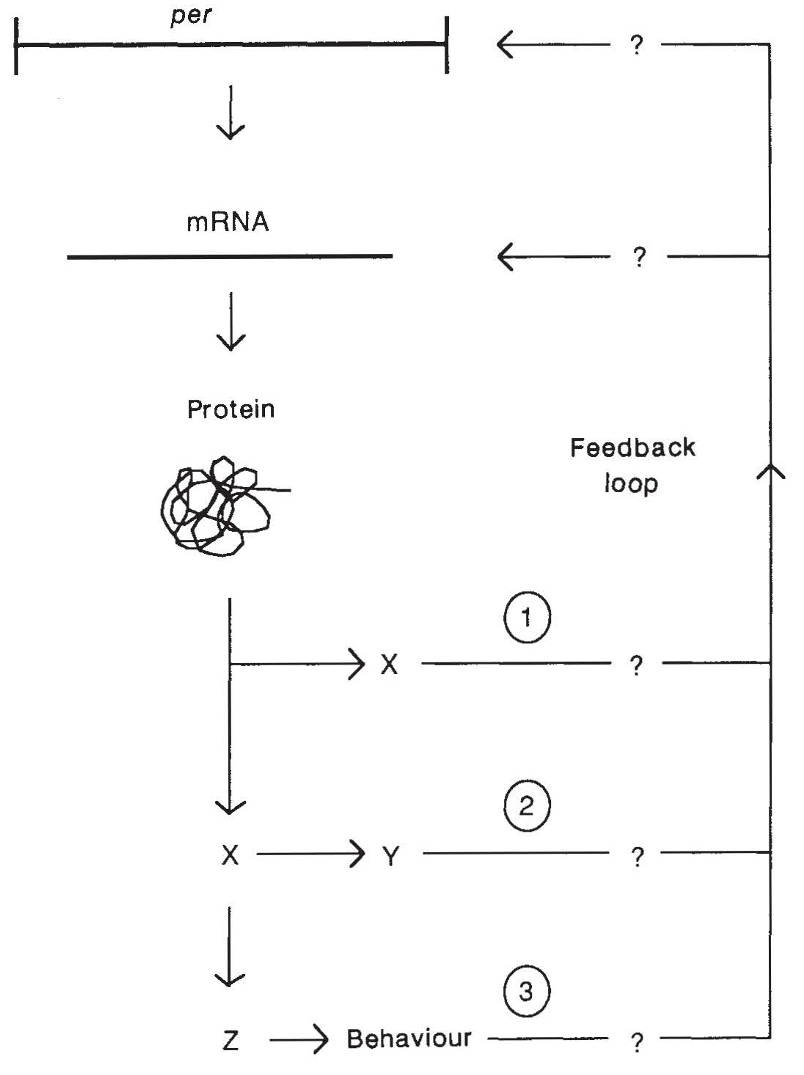 per
?
mRNA
?
Protein
Feedback
loop
1
X
?
2
X
Y
?
3
Z
Behaviour
?